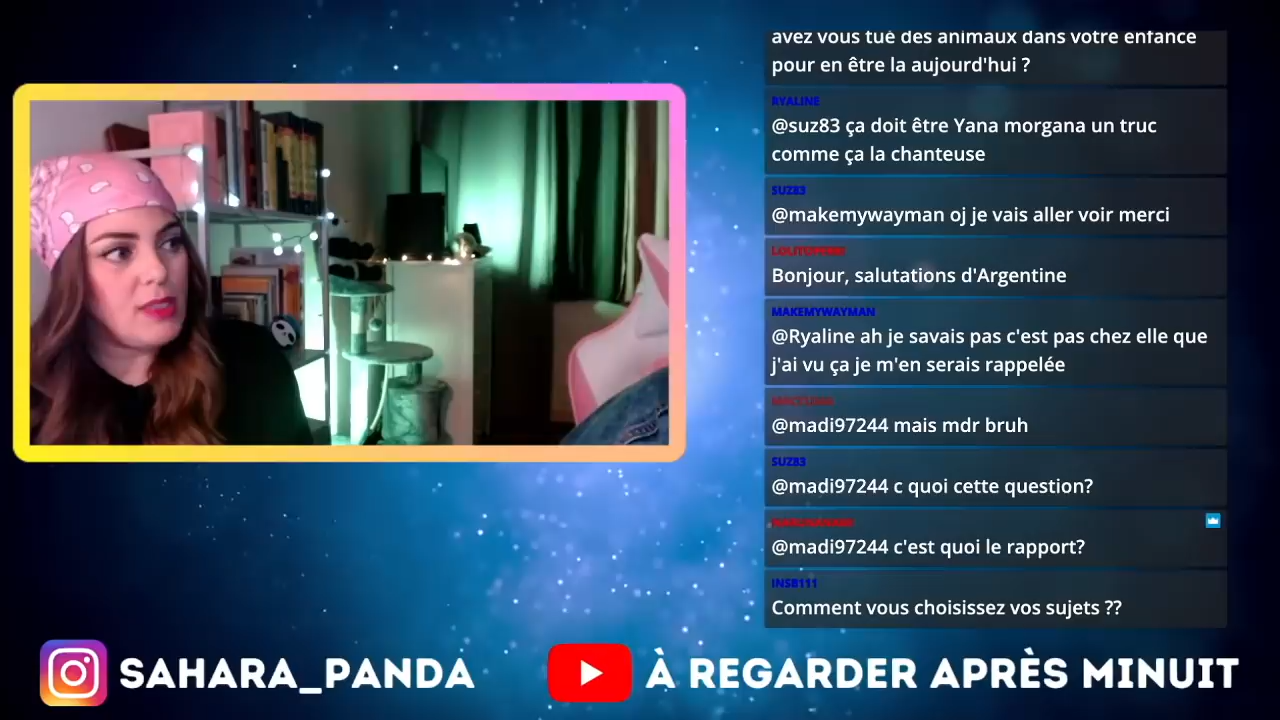 avez vous tué des animaux dans votre enfance
pour en être la aujourd'hui ?
RYALINE
@suz83 ça doit être Yana morgana un truc
comme ça la chanteuse
SUZ83
@makemywayman oj je vais aller voir merci
Bonjour, salutations d'Argentine
MAKEMYWAYMAN
@Ryaline ah je savais pas c'est pas chez elle que
j'ai vu ça je m'en serais rappelée
@madi97244 mais mdr bruh
SUZ83
@madi97244 c quoi cette question?
@madi97244 c'est quoi le rapport?
INSB111
Comment vous choisissez vos sujets ??
SAHARA_PANDA
À REGARDER APRÈS MINUIT